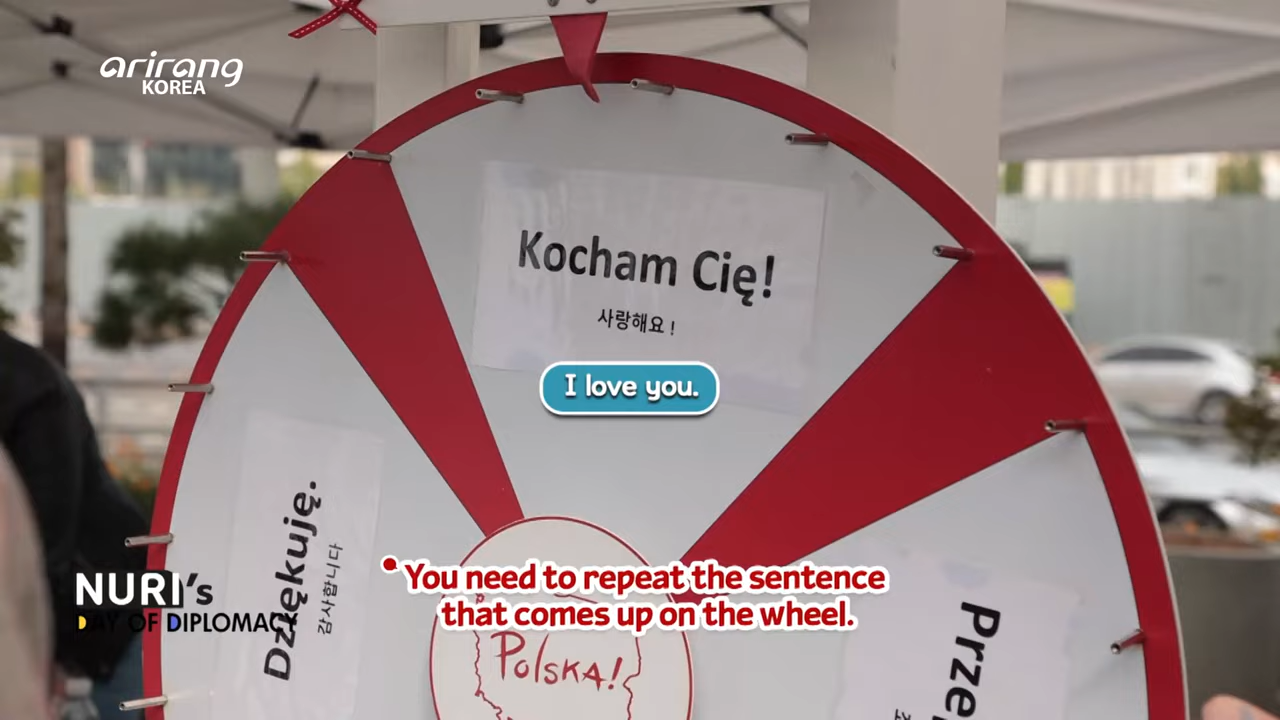 arirang
KOREA
Kocham Cię!
사랑해요 !
I love you.
Dziękuję.
감사합니다
You need to repeat the sentence
that comes up on the wheel.
NURI's
DAY OF DIPLOMACY
POLSKA!